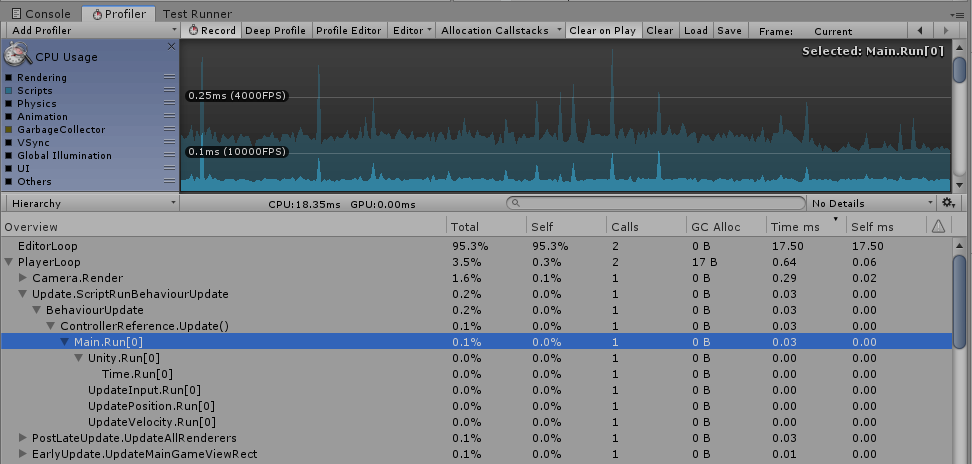 Console Profiler Test Runner
Add Profiler Record Deep Profile Profile Editor Editor Allocation Callstacks Clear on Play Clear Load Save Frame: Current
CPU Usage
Selected: Main.Run[0]
Rendering
Scripts
Physics
Animation
GarbageCollector
VSync
Global Illumination
UI
Others
0.25ms (4000FPS)
0.1ms (10000FPS)
Hierarchy CPU:18.35ms GPU:0.00ms No Details
Overview Total Self Calls GC Alloc Time ms Self ms
EditorLoop 95.3% 95.3% 2 0 B 17.50 17.50
PlayerLoop 3.5% 0.3% 2 17 B 0.64 0.06
Camera.Render 1.6% 0.1% 1 0 B 0.29 0.02
Update.ScriptRunBehaviourUpdate 0.2% 0.0% 1 0 B 0.03 0.00
BehaviourUpdate 0.2% 0.0% 1 0 B 0.03 0.00
ControllerReference.Update() 0.1% 0.0% 1 0 B 0.03 0.00
Main.Run[0] 0.1% 0.0% 1 0 B 0.03 0.00
Unity.Run[0] 0.0% 0.0% 1 0 B 0.00 0.00
Time.Run[0] 0.0% 0.0% 1 0 B 0.00 0.00
UpdateInput.Run[0] 0.0% 0.0% 1 0 B 0.00 0.00
UpdatePosition.Run[0] 0.0% 0.0% 1 0 B 0.00 0.00
UpdateVelocity.Run[0] 0.0% 0.0% 1 0 B 0.00 0.00
PostLateUpdate.UpdateAllRenderers 0.1% 0.0% 1 0 B 0.03 0.00
EarlyUpdate.UpdateMainGameViewRect 0.1% 0.0% 1 0 B 0.01 0.00